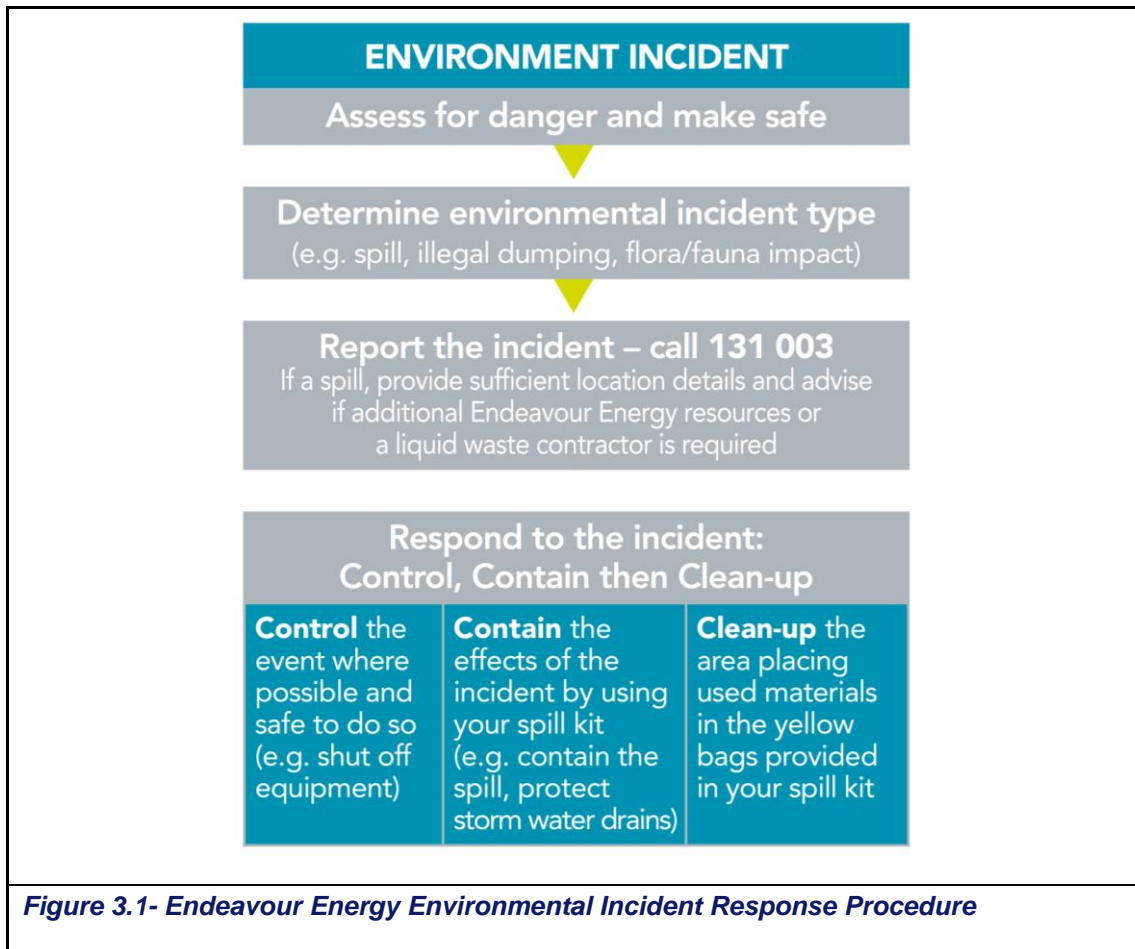 ENVIRONMENT INCIDENT
Assess for danger and make safe
Determine environmental incident type
(e.g. spill, illegal dumping, flora/fauna impact)
Report the incident – call 131 003
If a spill, provide sufficient location details and advise
if additional Endeavour Energy resources or
a liquid waste contractor is required
Respond to the incident:
Control, Contain then Clean-up
Control the
event where
possible and
safe to do so
(e.g. shut off
equipment)
Contain the
effects of the
incident by using
your spill kit
(e.g. contain the
spill, protect
storm water drains)
Clean-up the
area placing
used materials
in the yellow
bags provided
in your spill kit
Figure 3.1- Endeavour Energy Environmental Incident Response Procedure